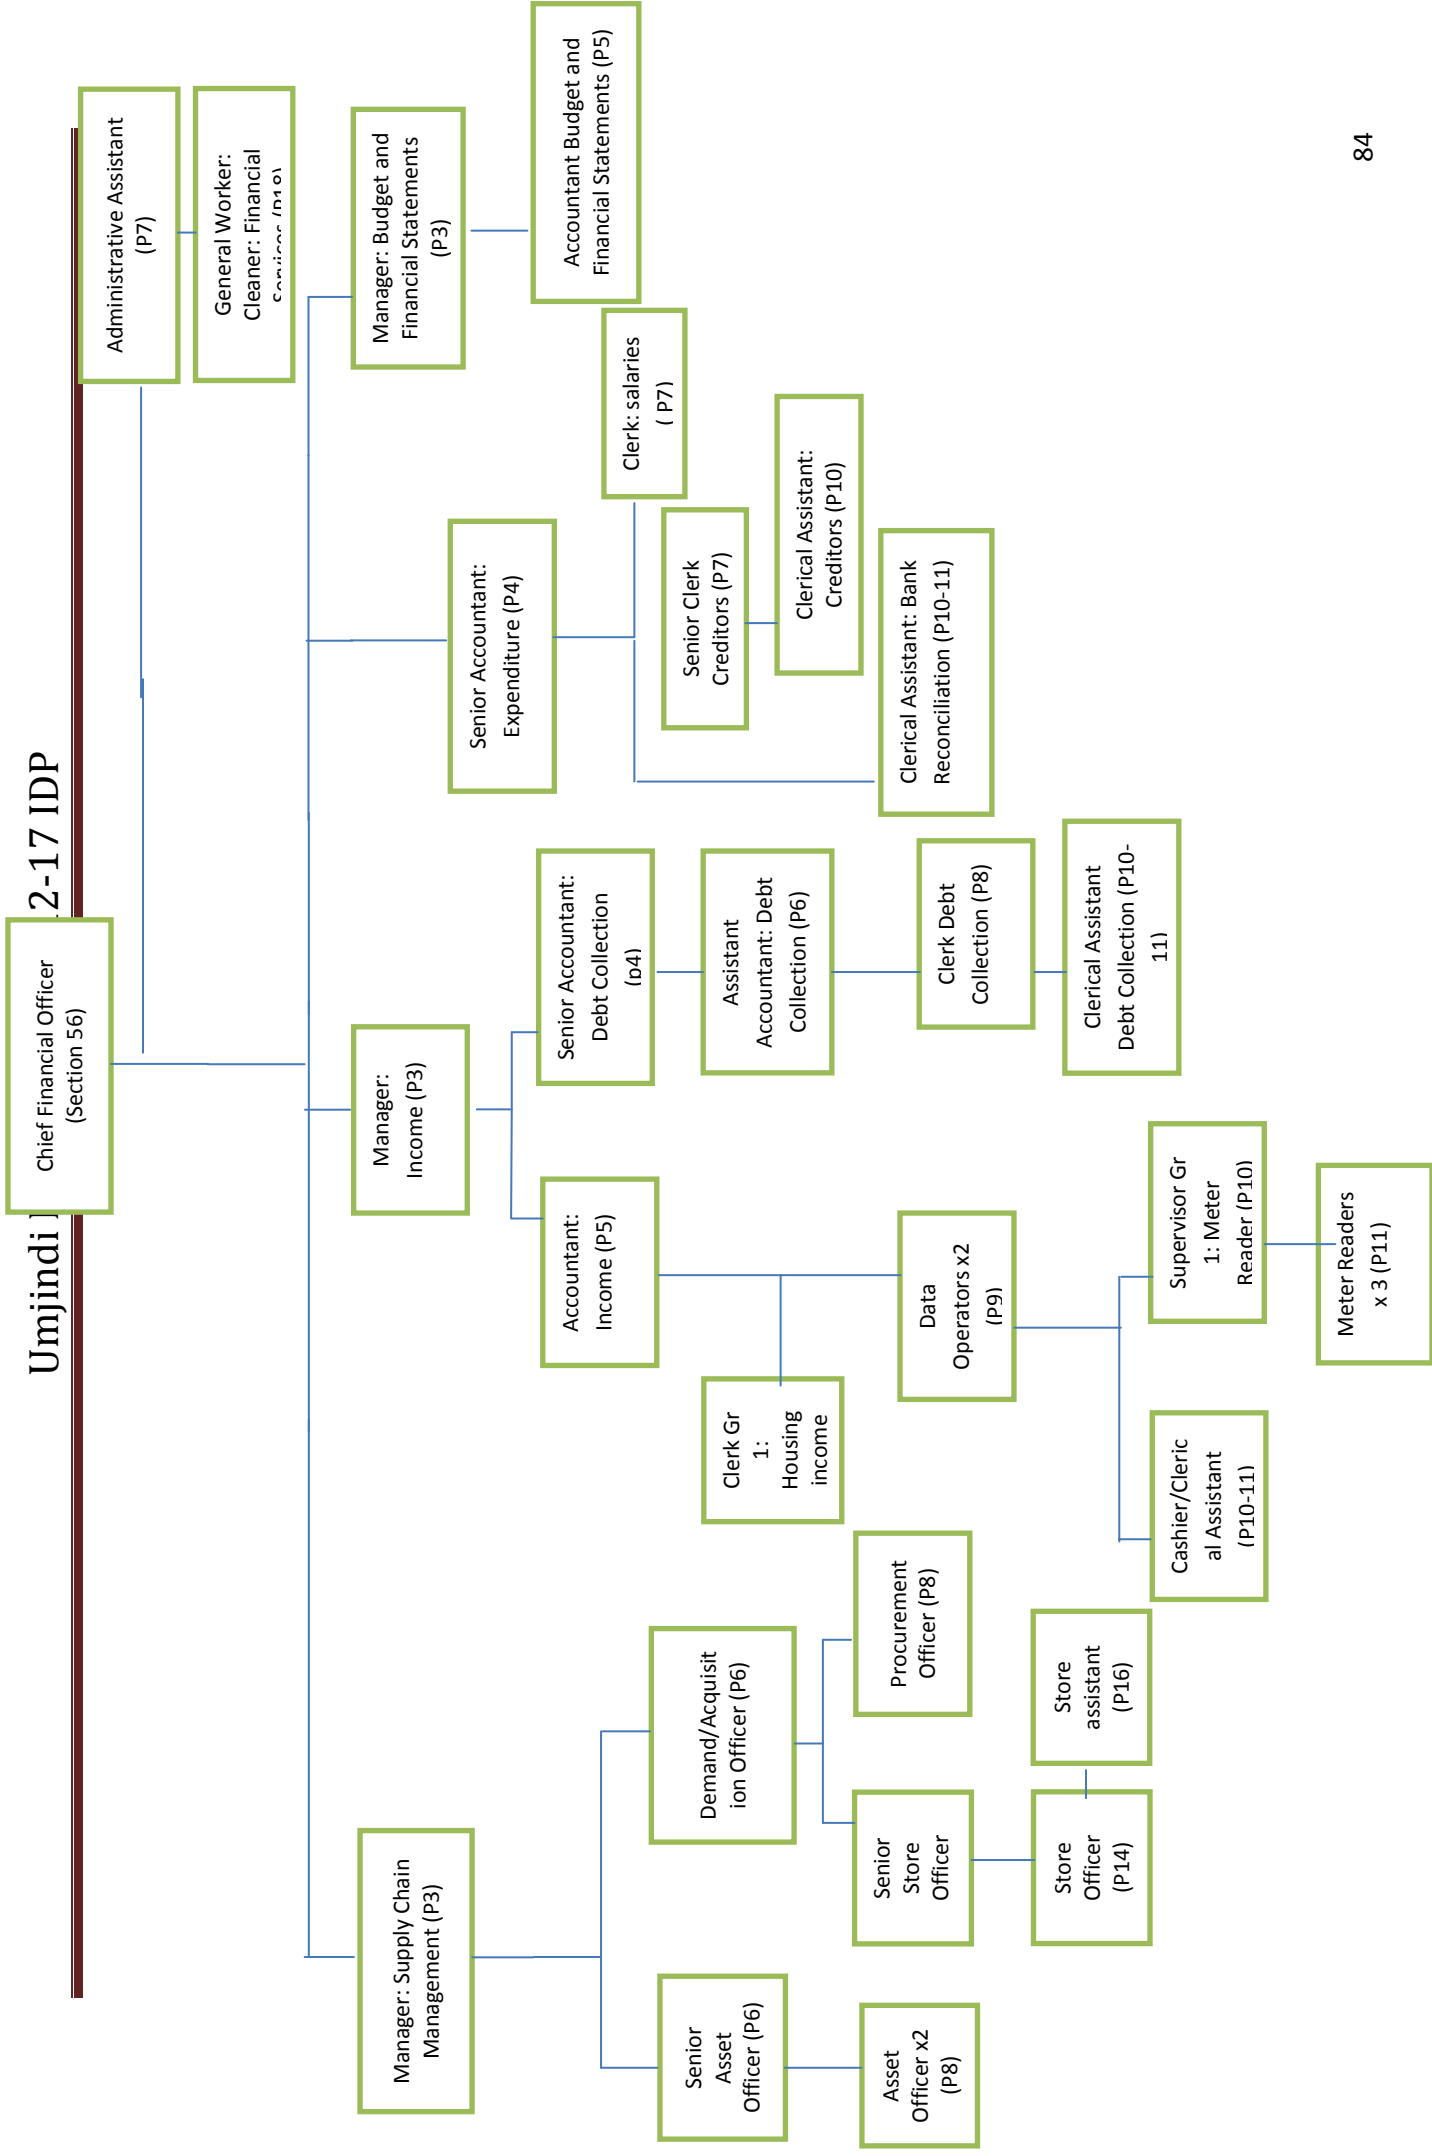 Umjindi
2-17 IDP
Chief Financial Officer
(Section 56)
Administrative Assistant
(P7)
General Worker:
Cleaner: Financial
Manager: Supply Chain
Management (P3)
Manager:
Income (P3)
Senior Accountant:
Expenditure (P4)
Manager: Budget and
Financial Statements
(P3)
Senior
Asset
Officer (P6)
Asset
Officer x2
(P8)
Demand/Acquisit
ion Officer (P6)
Senior
Store
Officer
Procurement
Officer (P8)
Store
Officer
(P14)
Store
assistant
(P16)
Accountant:
Income (P5)
Clerk Gr
1:
Housing
income
Data
Operators x2
(P9)
Cashier/Cleric
al Assistant
(P10-11)
Supervisor Gr
1: Meter
Reader (P10)
Meter Readers
x 3 (P11)
Senior Accountant:
Debt Collection
(p4)
Assistant
Accountant: Debt
Collection (P6)
Clerk Debt
Collection (P8)
Clerical Assistant
Debt Collection (P10-
11)
Clerk: salaries
( P7)
Senior Clerk
Creditors (P7)
Clerical Assistant:
Creditors (P10)
Clerical Assistant: Bank
Reconciliation (P10-11)
Accountant Budget and
Financial Statements (P5)
84